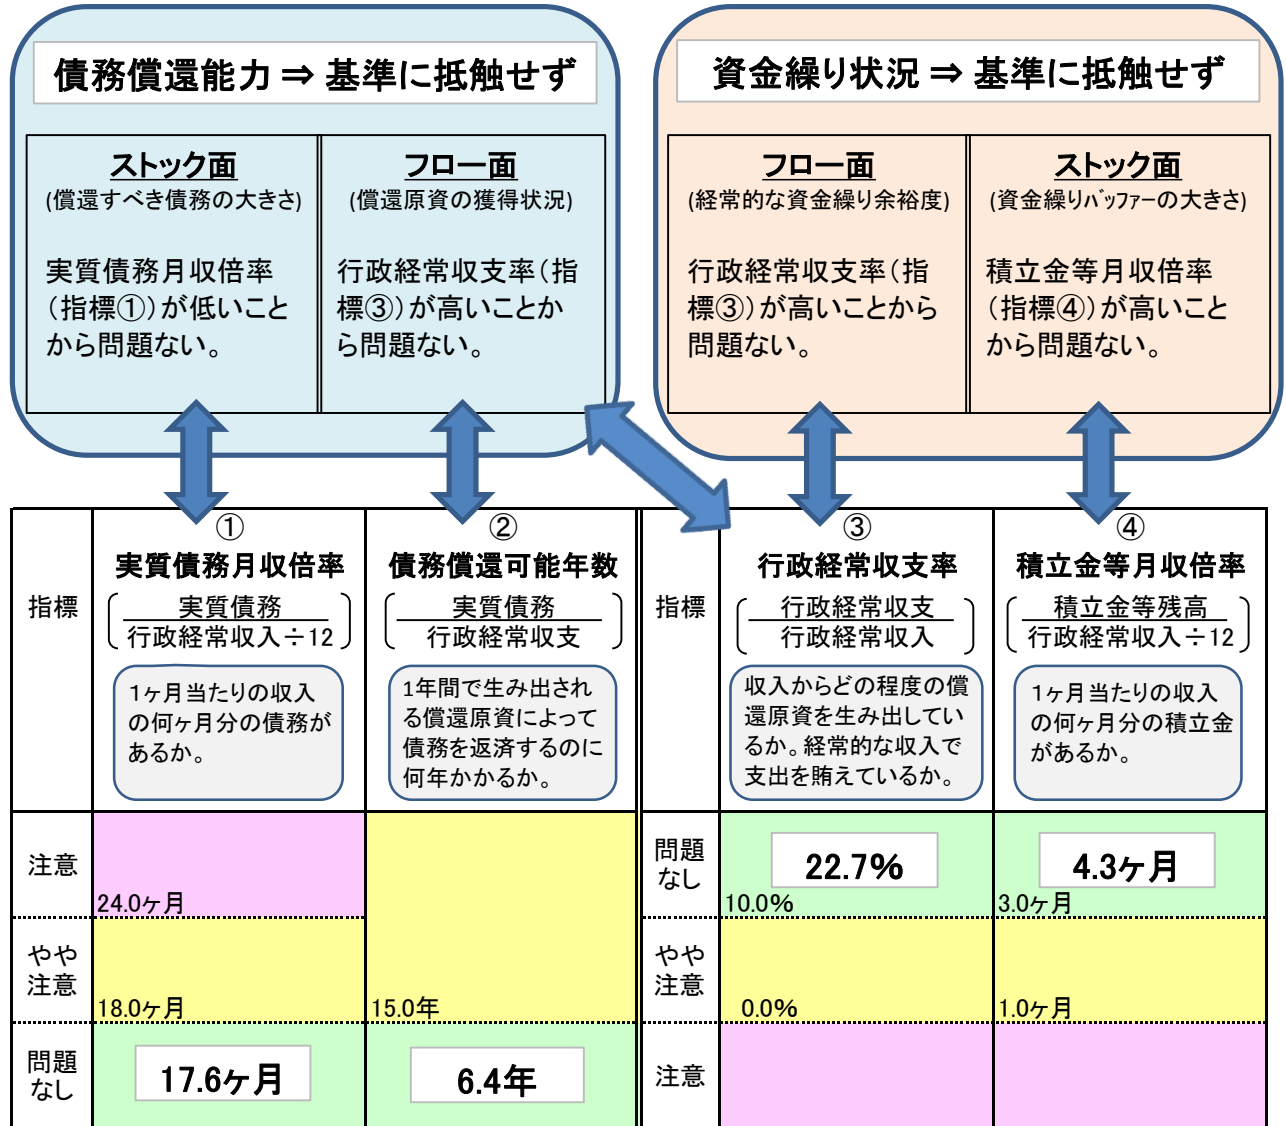 債務償還能力 ⇒ 基準に抵触せず
ストック面
(償還すべき債務の大きさ)
実質債務月収倍率
(指標①)が低いこと
から問題ない。
フロー面
(償還原資の獲得状況)
行政経常収支率(指
標③)が高いことか
ら問題ない。
資金繰り状況 ⇒ 基準に抵触せず
フロー面
(経常的な資金繰り余裕度)
行政経常収支率(指
標③)が高いことから
問題ない。
ストック面
(資金繰りバッファーの大きさ)
積立金等月収倍率
(指標④)が高いこと
から問題ない。
指標
①
実質債務月収倍率
実質債務
行政経常収入÷12
1ヶ月当たりの収入
の何ヶ月分の債務が
あるか。
②
債務償還可能年数
実質債務
行政経常収支
1年間で生み出され
る償還原資によって
債務を返済するのに
何年かかるか。
指標
③
行政経常収支率
行政経常収支
行政経常収入
収入からどの程度の償
還原資を生み出してい
るか。経常的な収入で
支出を賄えているか。
④
積立金等月収倍率
積立金等残高
行政経常収入÷12
1ヶ月当たりの収入
の何ヶ月分の積立金
があるか。
注意
24.0ヶ月
やや
注意
18.0ヶ月
15.0年
問題
なし
17.6ヶ月
6.4年
問題
なし
22.7%
10.0%
4.3ヶ月
3.0ヶ月
やや
注意
0.0%
1.0ヶ月
注意